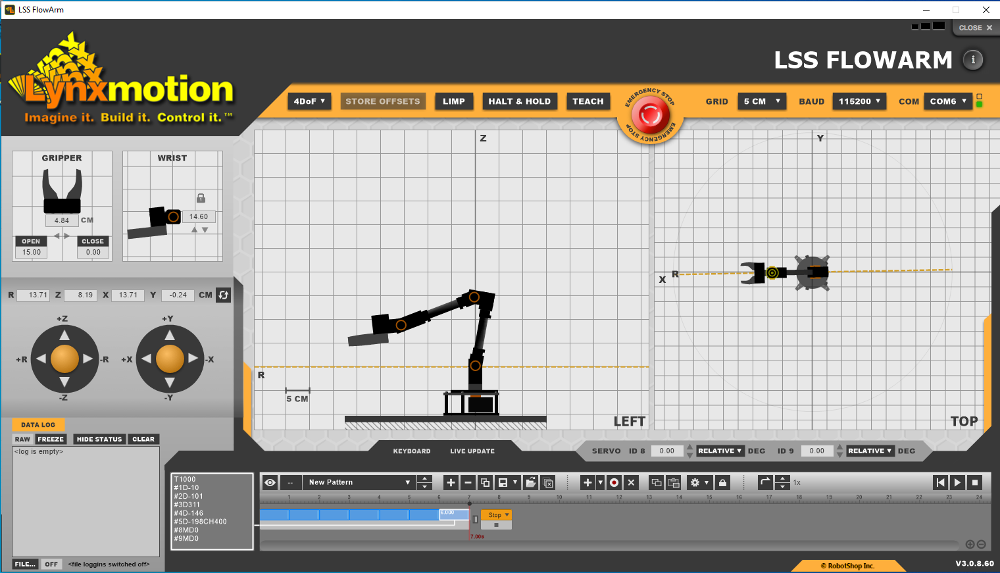 LSS FlowArm
CLOSE ×
LSS FLOWARM
i
Lynxmotion
Imagine it. Build it. Control it.™
4DoF ▼
STORE OFFSETS
LIMP
HALT & HOLD
TEACH
EMERGENCY STOP
EMERGENCY STOP
GRID
5 CM ▼
BAUD
115200 ▼
COM
COM6 ▼
GRIPPER
4.84 CM
OPEN
15.00
CLOSE
0.00
WRIST
14.60
R 13.71 Z 8.19 X 13.71 Y -0.24 CM
+Z
+R
-R
-Z
+Y
+X
-X
-Y
Z
R
5 CM
LEFT
Y
X
R
TOP
DATA LOG
RAW FREEZE HIDE STATUS CLEAR
<log is empty>
FILE... OFF <file loggins switched off>
KEYBOARD LIVE UPDATE
SERVO ID 8 0.00 RELATIVE ▼ DEG ID 9 0.00 RELATIVE ▼ DEG
T1000
#1D-10
#2D-101
#3D311
#4D-146
#5D-198CH400
#8MD0
#9MD0
-- New Pattern ▼
1x
1 2 3 4 5 6 7 8 9 10 11 12 13 14 15 16 17 18 19 20 21 22 23 24
6.000
Stop ▼
7.00s
© RobotShop Inc.
V3.0.8.60